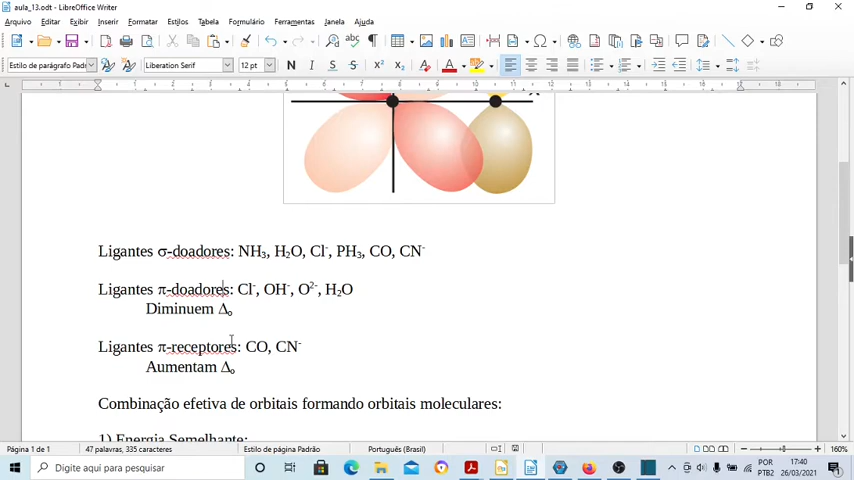 aula_13.odt - LibreOffice Writer
Arquivo Editar Exibir Inserir Formatar Estilos Tabela Formulário Ferramentas Janela Ajuda
Estilo de parágrafo Padr Liberation Serif 12 pt
Ligantes σ-doadores: NH₃, H₂O, Cl⁻, PH₃, CO, CN⁻
Ligantes π-doadores: Cl⁻, OH⁻, O²⁻, H₂O
Diminuem Δₒ
Ligantes π-receptores: CO, CN⁻
Aumentam Δₒ
Combinação efetiva de orbitais formando orbitais moleculares:
1) Energia Semelhante:
Página 1 de 1 47 palavras, 335 caracteres Estilo de página Padrão Português (Brasil) 160%
Digite aqui para pesquisar
POR
PTB2
17:40
26/03/2021